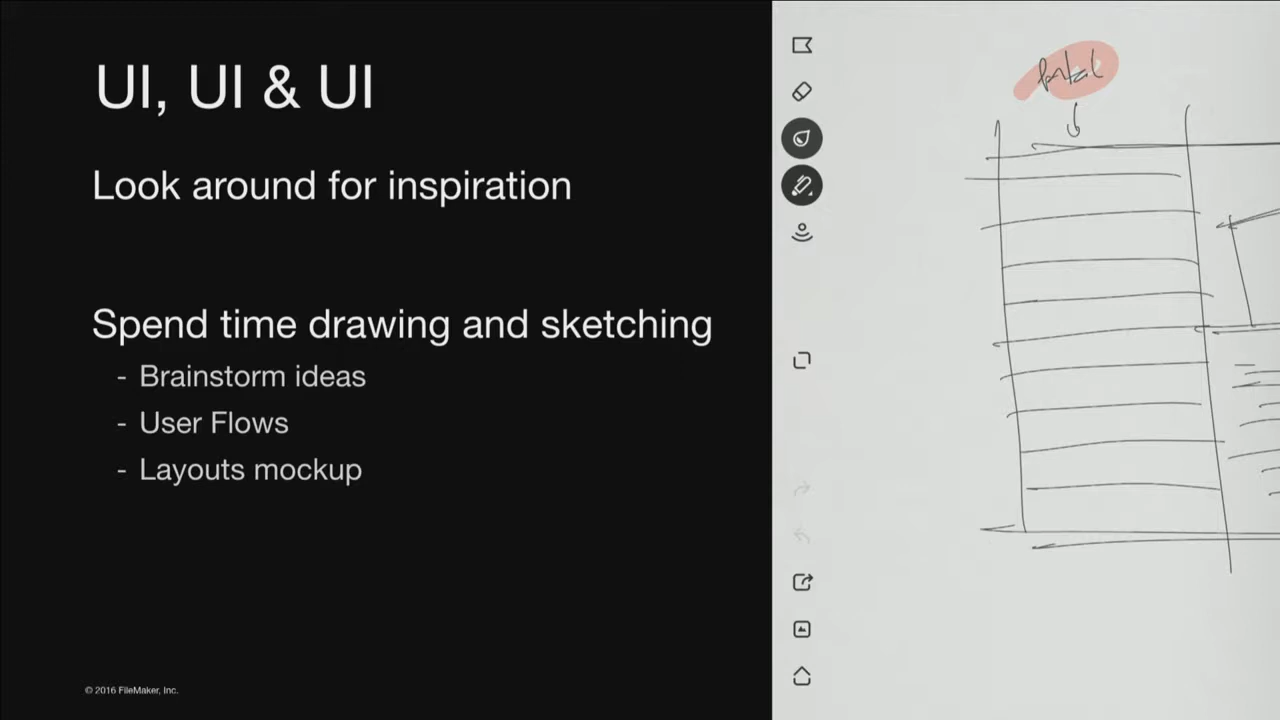 UI, UI & UI
Look around for inspiration
Spend time drawing and sketching
- Brainstorm ideas
- User Flows
- Layouts mockup
© 2016 FileMaker, Inc.